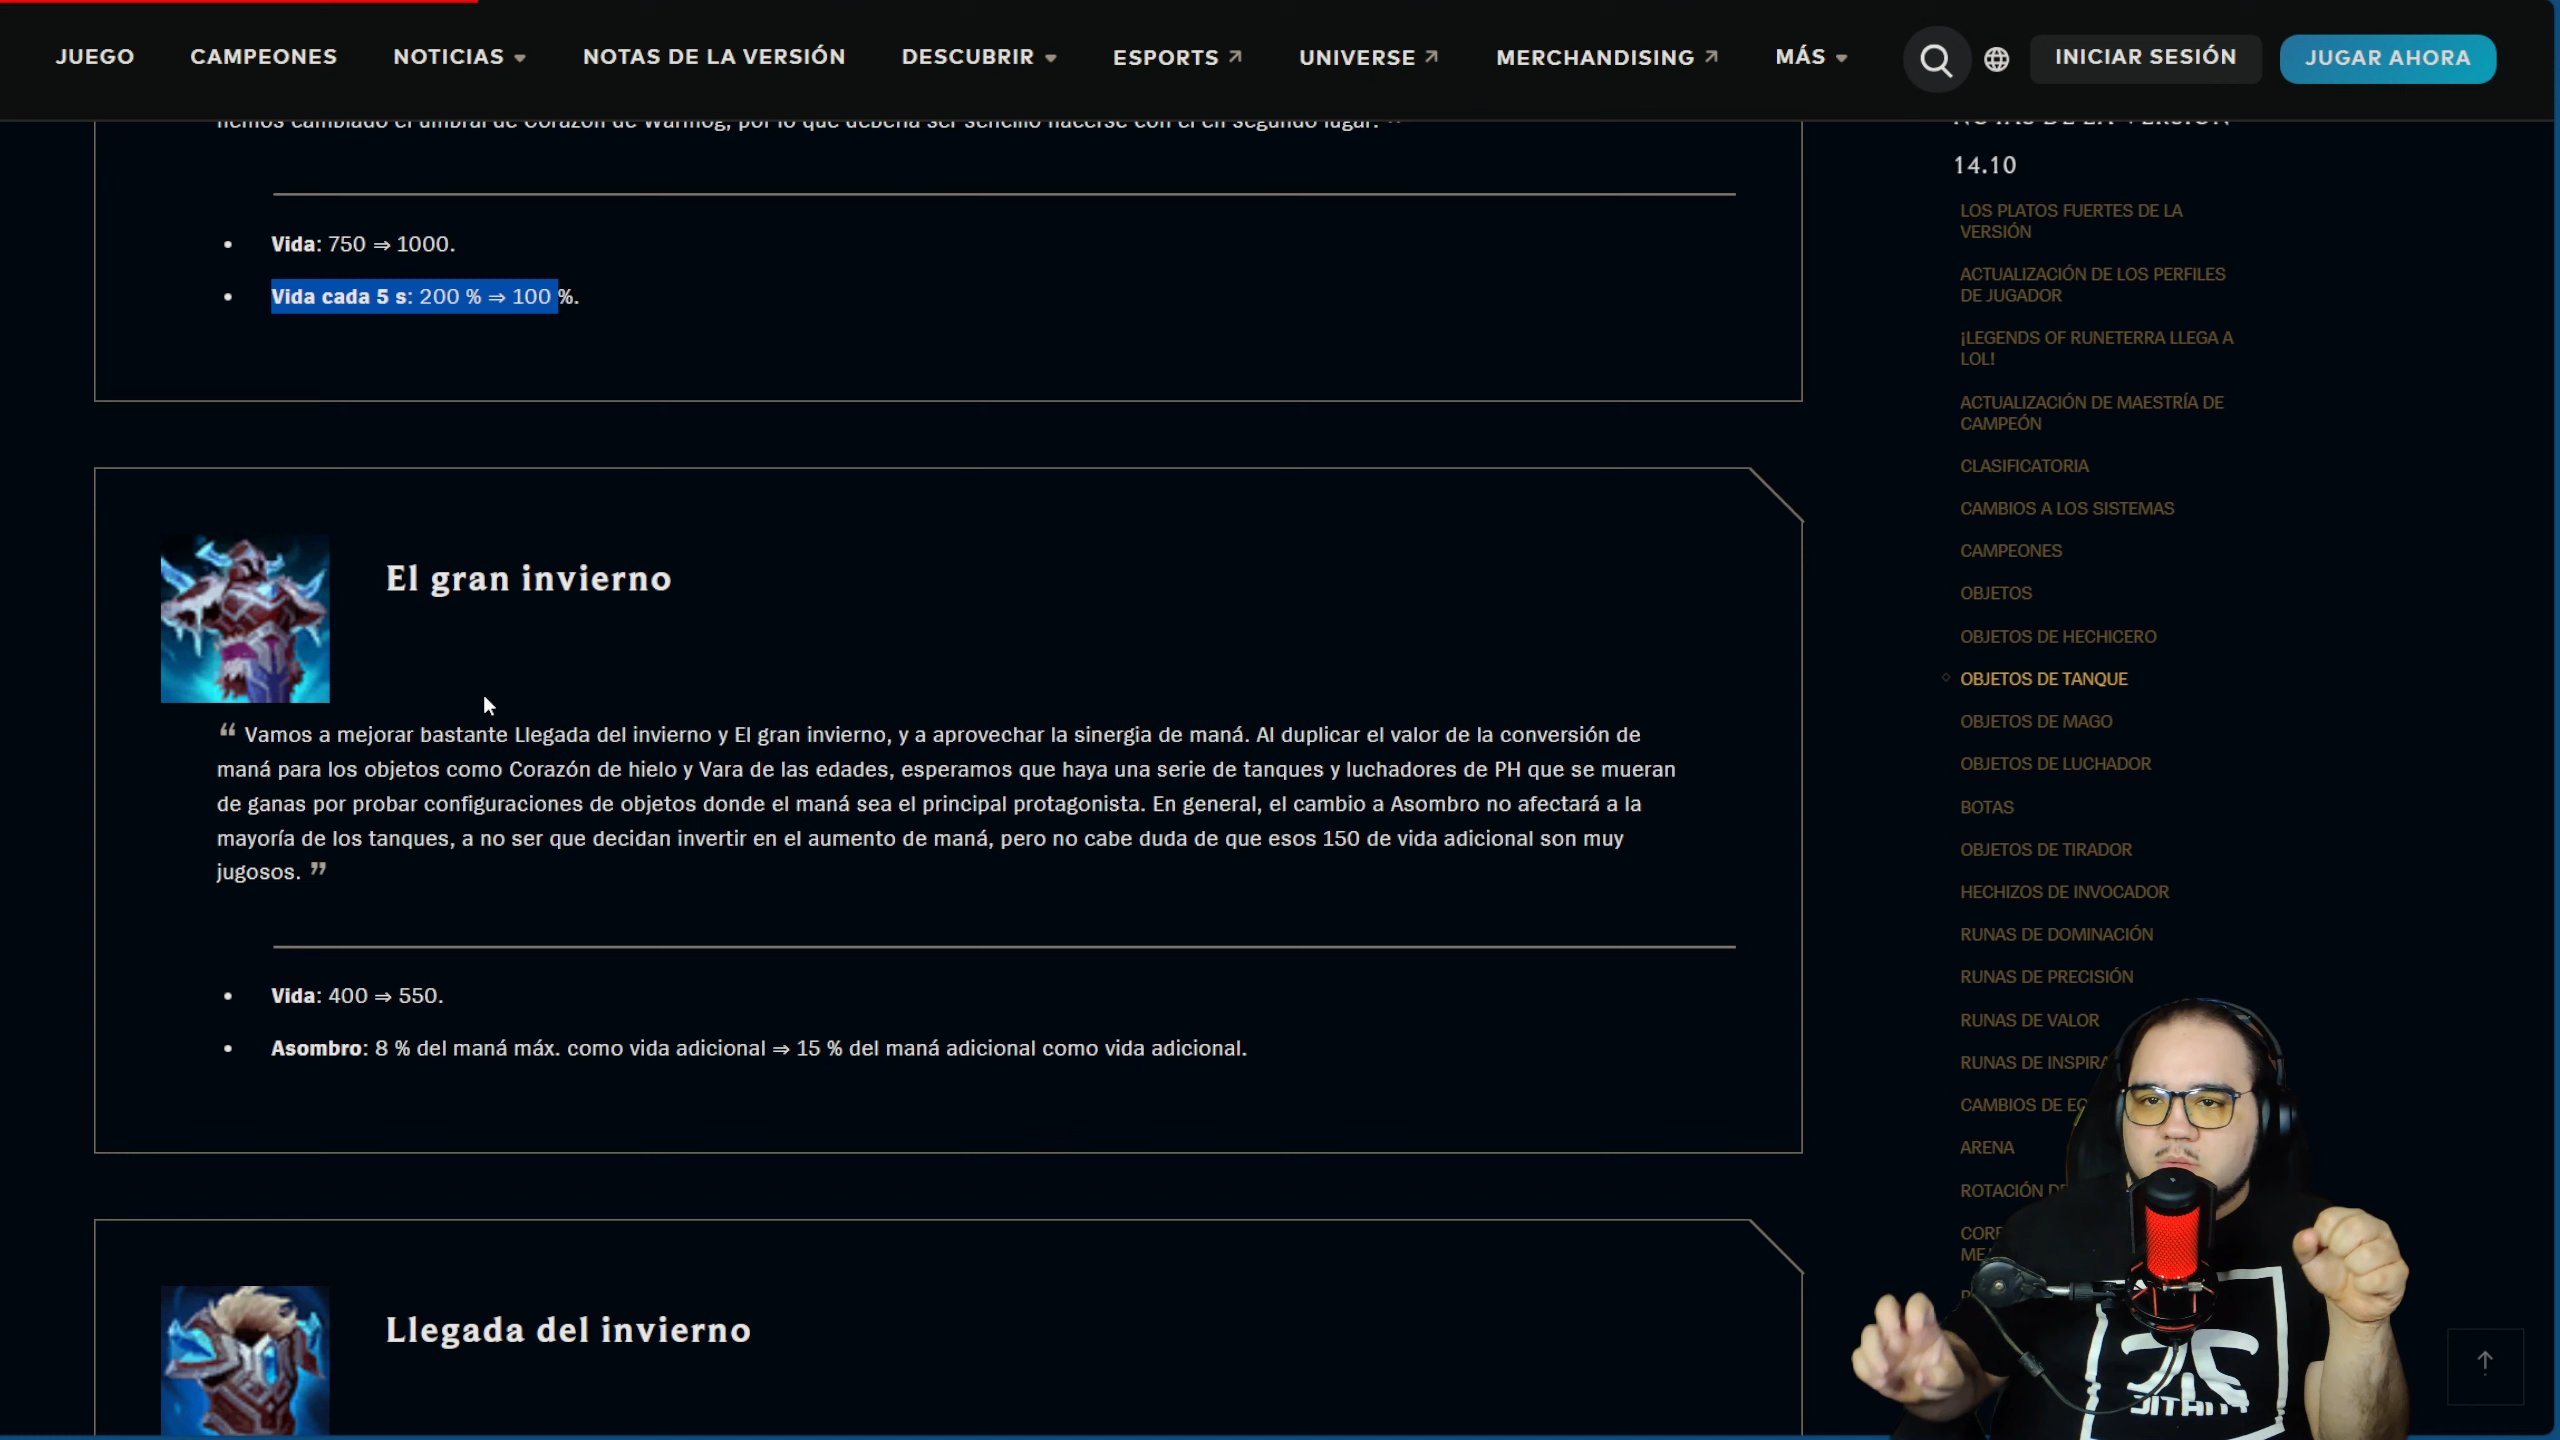 JUEGO CAMPEONES NOTICIAS NOTAS DE LA VERSIÓN DESCUBRIR ESPORTS UNIVERSE MERCHANDISING MÁS INICIAR SESIÓN JUGAR AHORA
hemos cambiado el umbral de Corazón de Warmog, por lo que debería ser sencillo hacerse con él en segundo lugar. ”
• Vida: 750 ⇒ 1000.
• Vida cada 5 s: 200 % ⇒ 100 %.
El gran invierno
“ Vamos a mejorar bastante Llegada del invierno y El gran invierno, y a aprovechar la sinergia de maná. Al duplicar el valor de la conversión de
maná para los objetos como Corazón de hielo y Vara de las edades, esperamos que haya una serie de tanques y luchadores de PH que se mueran
de ganas por probar configuraciones de objetos donde el maná sea el principal protagonista. En general, el cambio a Asombro no afectará a la
mayoría de los tanques, a no ser que decidan invertir en el aumento de maná, pero no cabe duda de que esos 150 de vida adicional son muy
jugosos. ”
• Vida: 400 ⇒ 550.
• Asombro: 8 % del maná máx. como vida adicional ⇒ 15 % del maná adicional como vida adicional.
Llegada del invierno
NOTAS DE LA VERSIÓN
14.10
LOS PLATOS FUERTES DE LA
VERSIÓN
ACTUALIZACIÓN DE LOS PERFILES
DE JUGADOR
¡LEGENDS OF RUNETERRA LLEGA A
LOL!
ACTUALIZACIÓN DE MAESTRÍA DE
CAMPEÓN
CLASIFICATORIA
CAMBIOS A LOS SISTEMAS
CAMPEONES
OBJETOS
OBJETOS DE HECHICERO
OBJETOS DE TANQUE
OBJETOS DE MAGO
OBJETOS DE LUCHADOR
BOTAS
OBJETOS DE TIRADOR
HECHIZOS DE INVOCADOR
RUNAS DE DOMINACIÓN
RUNAS DE PRECISIÓN
RUNAS DE VALOR
RUNAS DE INSPIRA
CAMBIOS DE
ARENA
ROTACIÓN